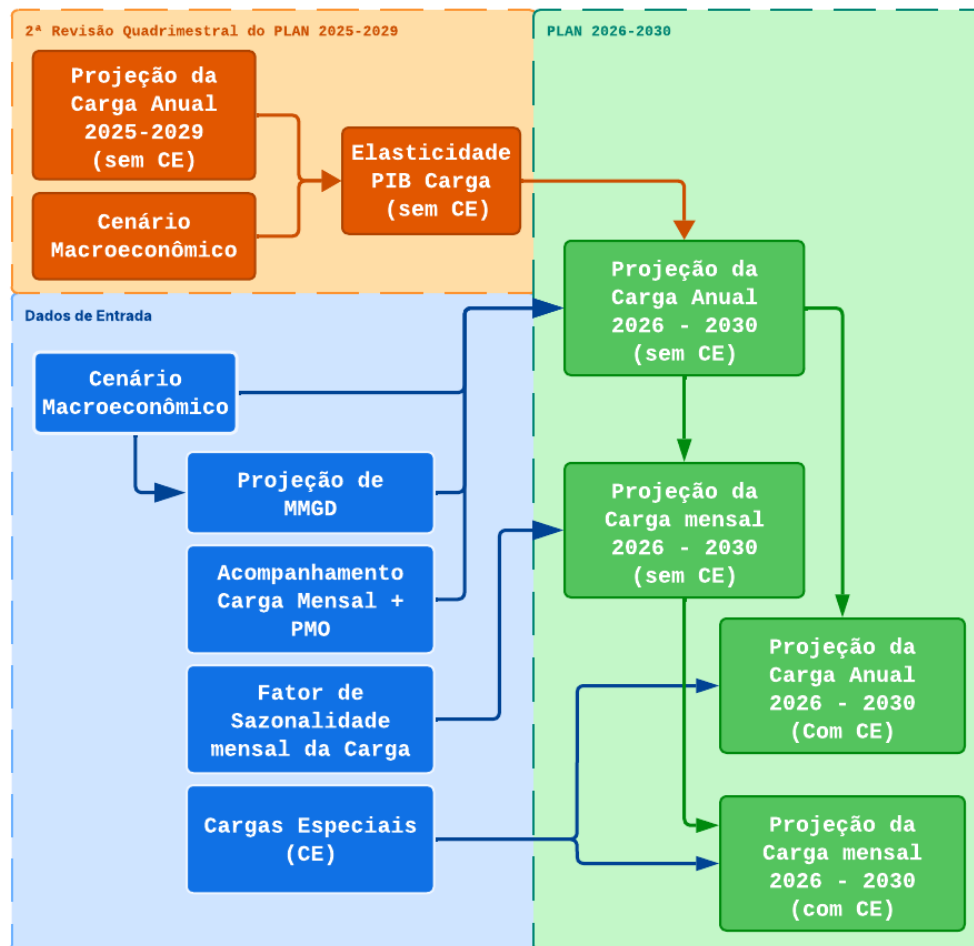 2ª Revisão Quadrimestral do PLAN 2025-2029
Projeção da
Carga Anual
2025-2029
(sem CE)
Cenário
Macroeconômico
Elasticidade
PIB Carga
(sem CE)
Dados de Entrada
Cenário
Macroeconômico
Projeção de
MMGD
Acompanhamento
Carga Mensal +
PMO
Fator de
Sazonalidade
mensal da Carga
Cargas Especiais
(CE)
PLAN 2026-2030
Projeção da
Carga Anual
2026 - 2030
(sem CE)
Projeção da
Carga mensal
2026 - 2030
(sem CE)
Projeção da
Carga Anual
2026 - 2030
(Com CE)
Projeção da
Carga mensal
2026 - 2030
(com CE)